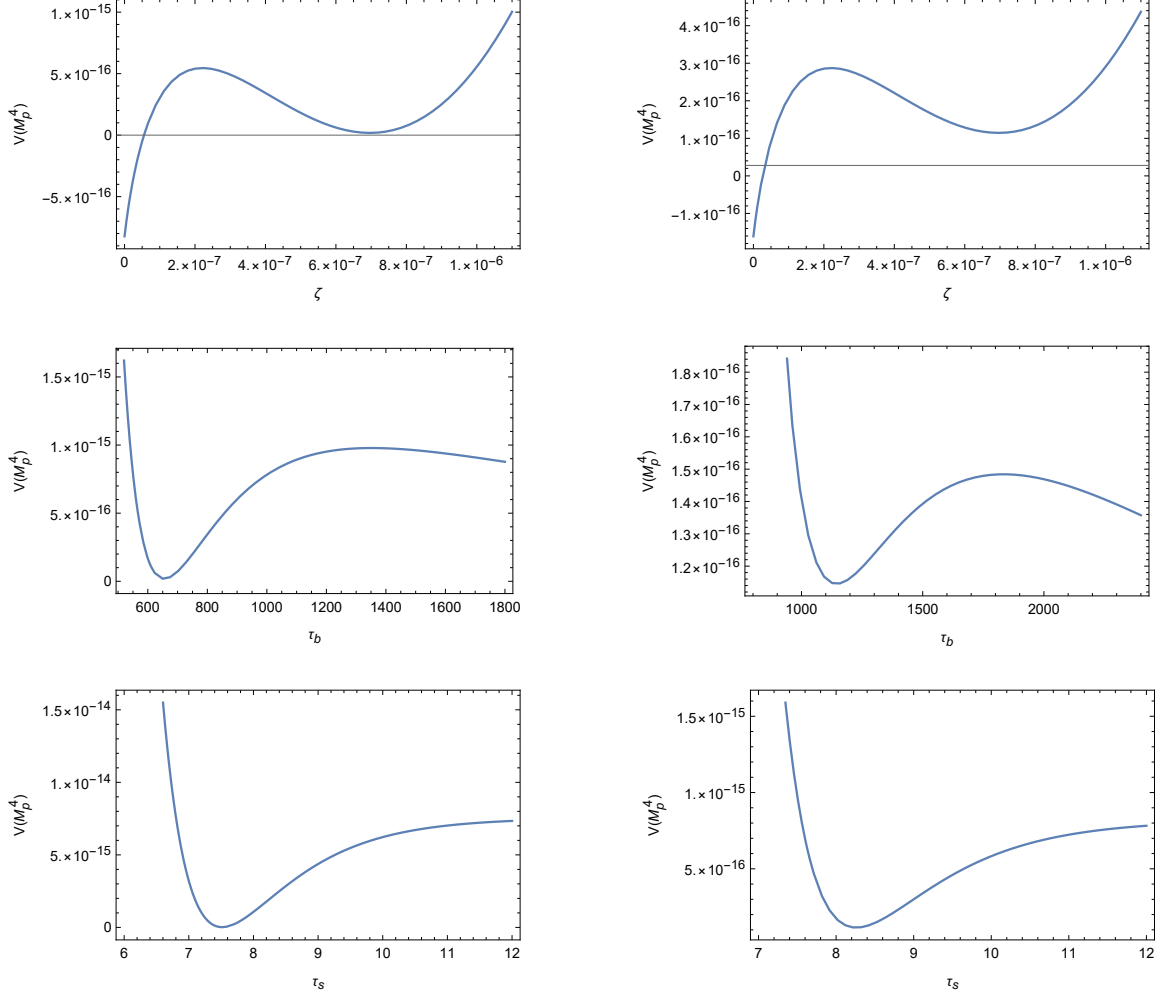 1.×10⁻¹⁵
5.×10⁻¹⁶
0
−5.×10⁻¹⁶
V(M_p^4)
0 2.×10⁻⁷ 4.×10⁻⁷ 6.×10⁻⁷ 8.×10⁻⁷ 1.×10⁻⁶
ζ
4.×10⁻¹⁶
3.×10⁻¹⁶
2.×10⁻¹⁶
1.×10⁻¹⁶
0
−1.×10⁻¹⁶
V(M_p^4)
0 2.×10⁻⁷ 4.×10⁻⁷ 6.×10⁻⁷ 8.×10⁻⁷ 1.×10⁻⁶
ζ
1.5×10⁻¹⁵
1.×10⁻¹⁵
5.×10⁻¹⁶
0
V(M_p^4)
600 800 1000 1200 1400 1600 1800
τ_b
1.8×10⁻¹⁶
1.7×10⁻¹⁶
1.6×10⁻¹⁶
1.5×10⁻¹⁶
1.4×10⁻¹⁶
1.3×10⁻¹⁶
1.2×10⁻¹⁶
V(M_p^4)
1000 1500 2000
τ_b
1.5×10⁻¹⁴
1.×10⁻¹⁴
5.×10⁻¹⁵
0
V(M_p^4)
6 7 8 9 10 11 12
τ_s
1.5×10⁻¹⁵
1.×10⁻¹⁵
5.×10⁻¹⁶
V(M_p^4)
7 8 9 10 11 12
τ_s